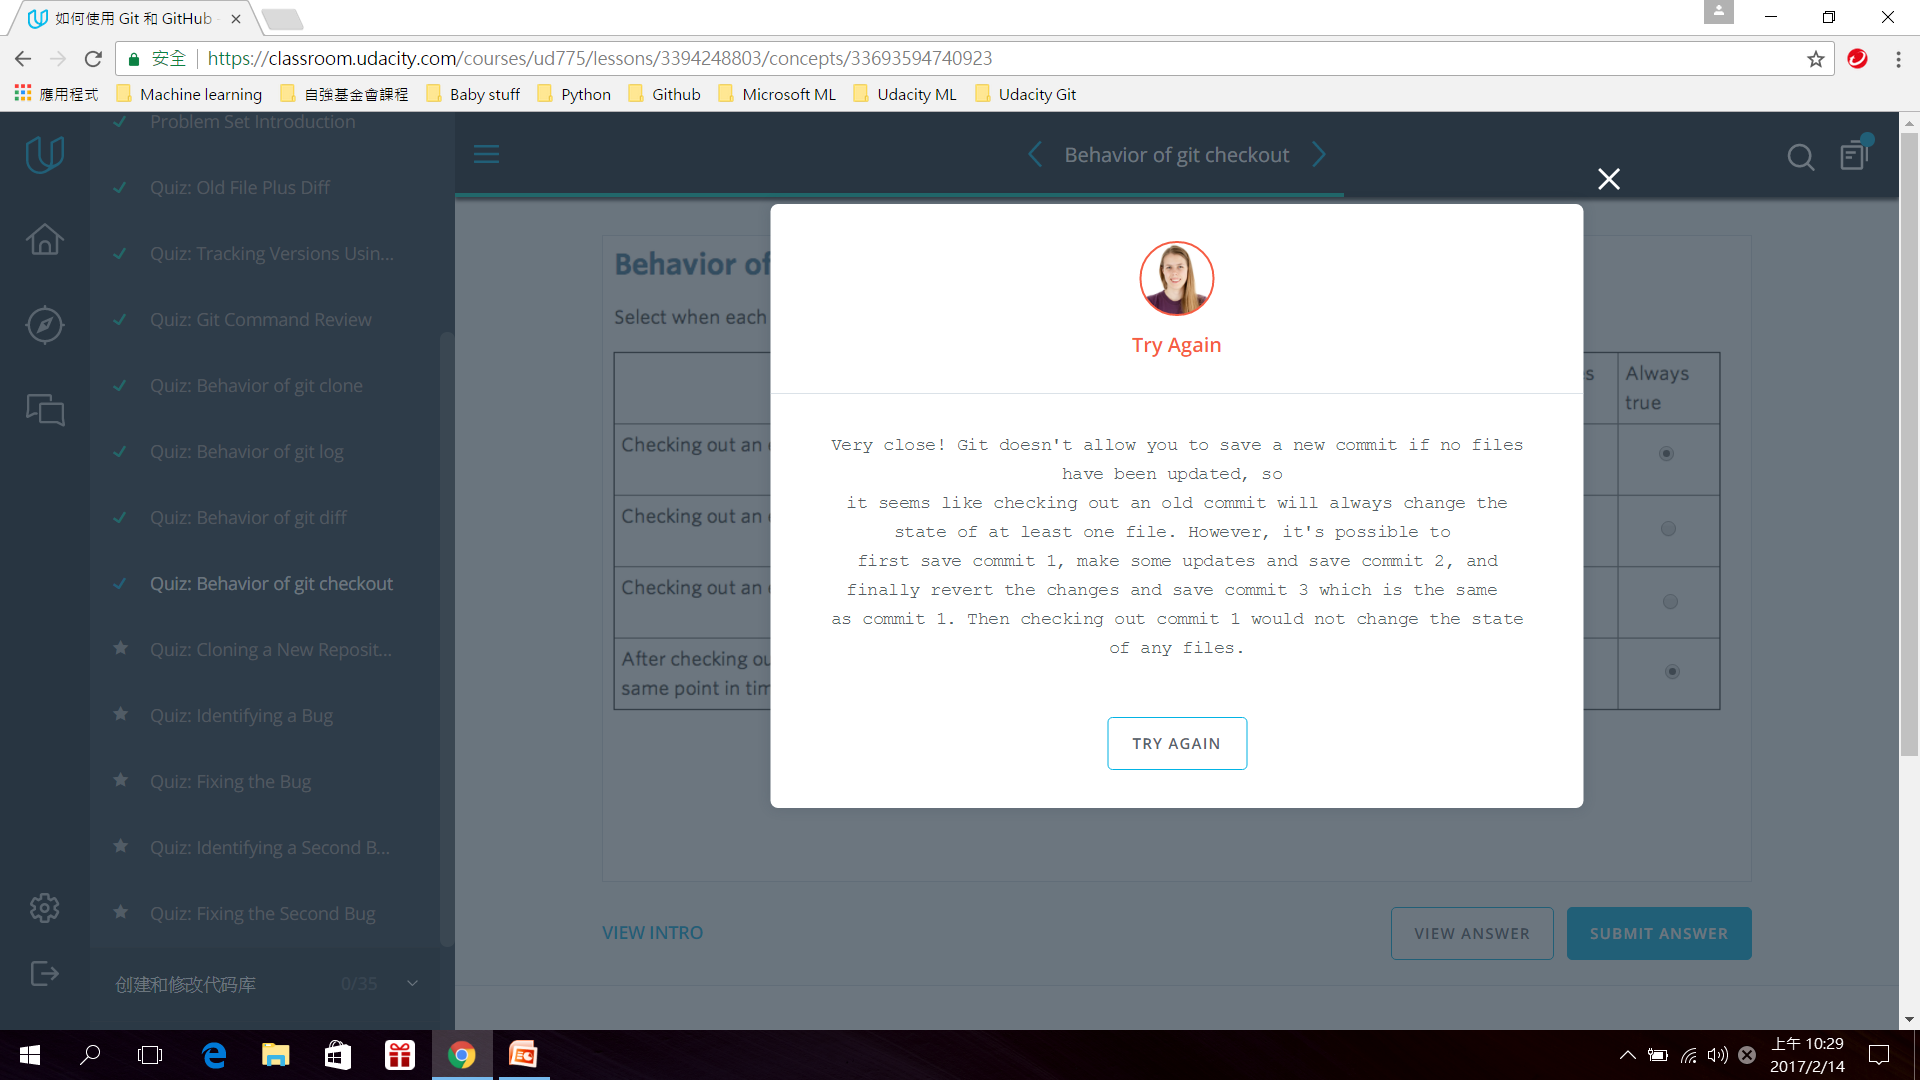 如何使用 Git 和 GitHub
安全
https://classroom.udacity.com/courses/ud775/lessons/3394248803/concepts/33693594740923
應用程式
Machine learning
自強基金會課程
Baby stuff
Python
Github
Microsoft ML
Udacity ML
Udacity Git
Problem Set Introduction
Quiz: Old File Plus Diff
Quiz: Tracking Versions Usin...
Quiz: Git Command Review
Quiz: Behavior of git clone
Quiz: Behavior of git log
Quiz: Behavior of git diff
Quiz: Behavior of git checkout
Quiz: Cloning a New Reposit...
Quiz: Identifying a Bug
Quiz: Fixing the Bug
Quiz: Identifying a Second B...
Quiz: Fixing the Second Bug
创建和修改代码库
0/35
Behavior of git checkout
Behavior of
Select when each
Always
true
Checking out an
Checking out an
Checking out an
After checking ou
same point in tim
Try Again
Very close! Git doesn't allow you to save a new commit if no files
have been updated, so
it seems like checking out an old commit will always change the
state of at least one file. However, it's possible to
first save commit 1, make some updates and save commit 2, and
finally revert the changes and save commit 3 which is the same
as commit 1. Then checking out commit 1 would not change the state
of any files.
TRY AGAIN
VIEW INTRO
VIEW ANSWER
SUBMIT ANSWER
上午 10:29
2017/2/14